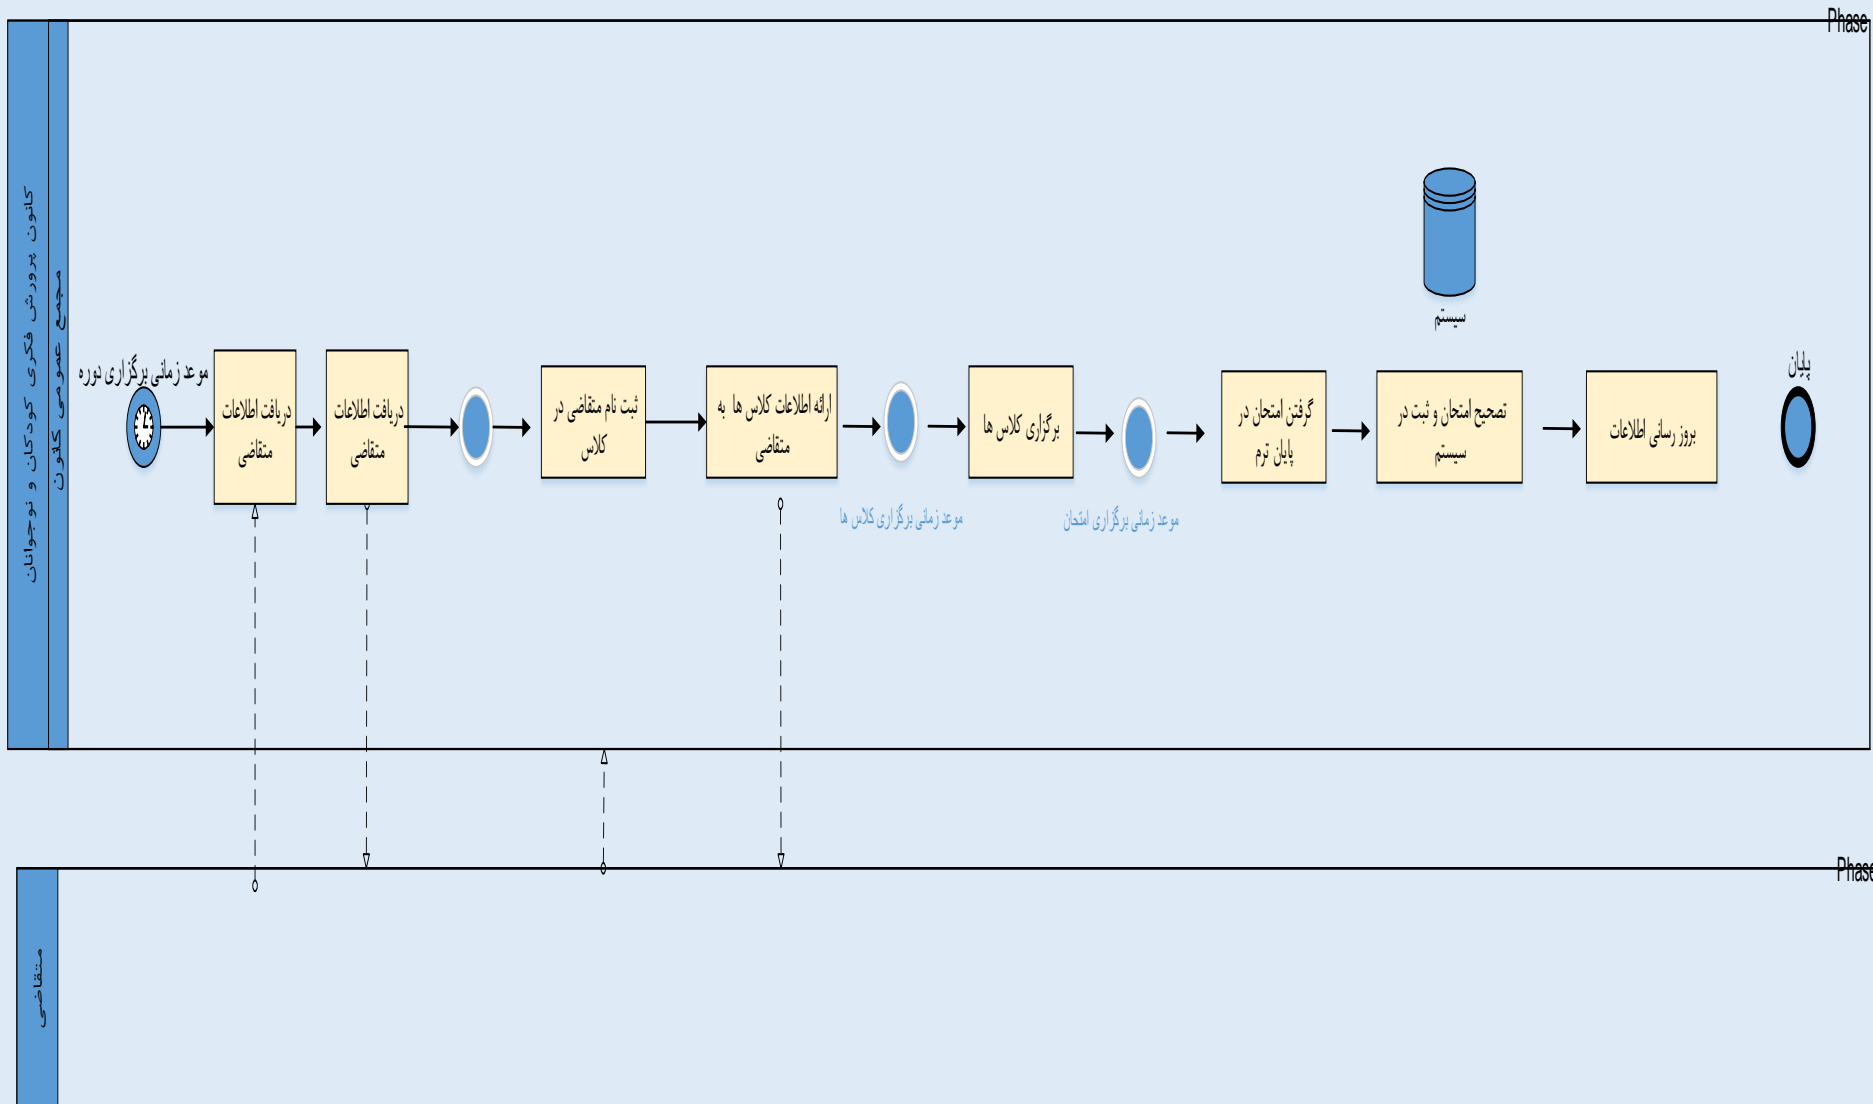 Phase
کانون پرورش فکری کودکان و نوجوانان
مجمع عمومی کانون
موعد زمانی برگزاری دوره
دریافت اطلاعات
متقاضی
دریافت اطلاعات
متقاضی
ثبت نام متقاضی در
کلاس
ارائه اطلاعات کلاس ها به
متقاضی
موعد زمانی برگزاری کلاس ها
برگزاری کلاس ها
موعد زمانی برگزاری امتحان
گرفتن امتحان در
پایان ترم
سیستم
تصحیح امتحان و ثبت در
سیستم
بروز رسانی اطلاعات
پایان
Phase
متقاضی